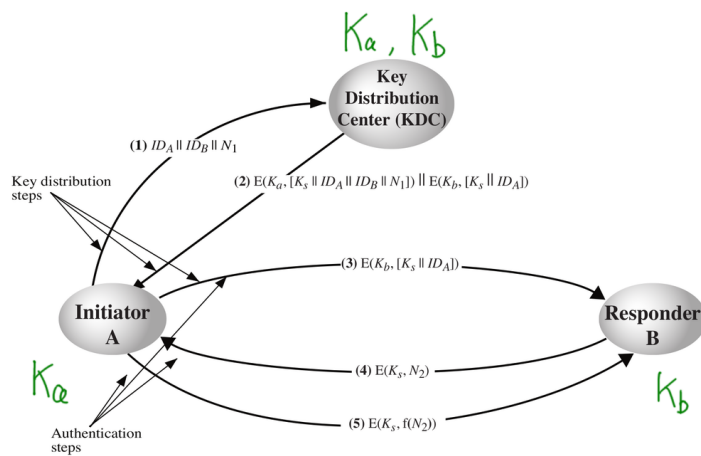 Ka, Kb
Key
Distribution
Center (KDC)
(1) IDA || IDB || N1
Key distribution
steps
(2) E(Ka, [Ks || IDA || IDB || N1]) || E(Kb, [Ks || IDA])
(3) E(Kb, [Ks || IDA])
Initiator
A
Responder
B
(4) E(Ks, N2)
Ka
Kb
(5) E(Ks, f(N2))
Authentication
steps